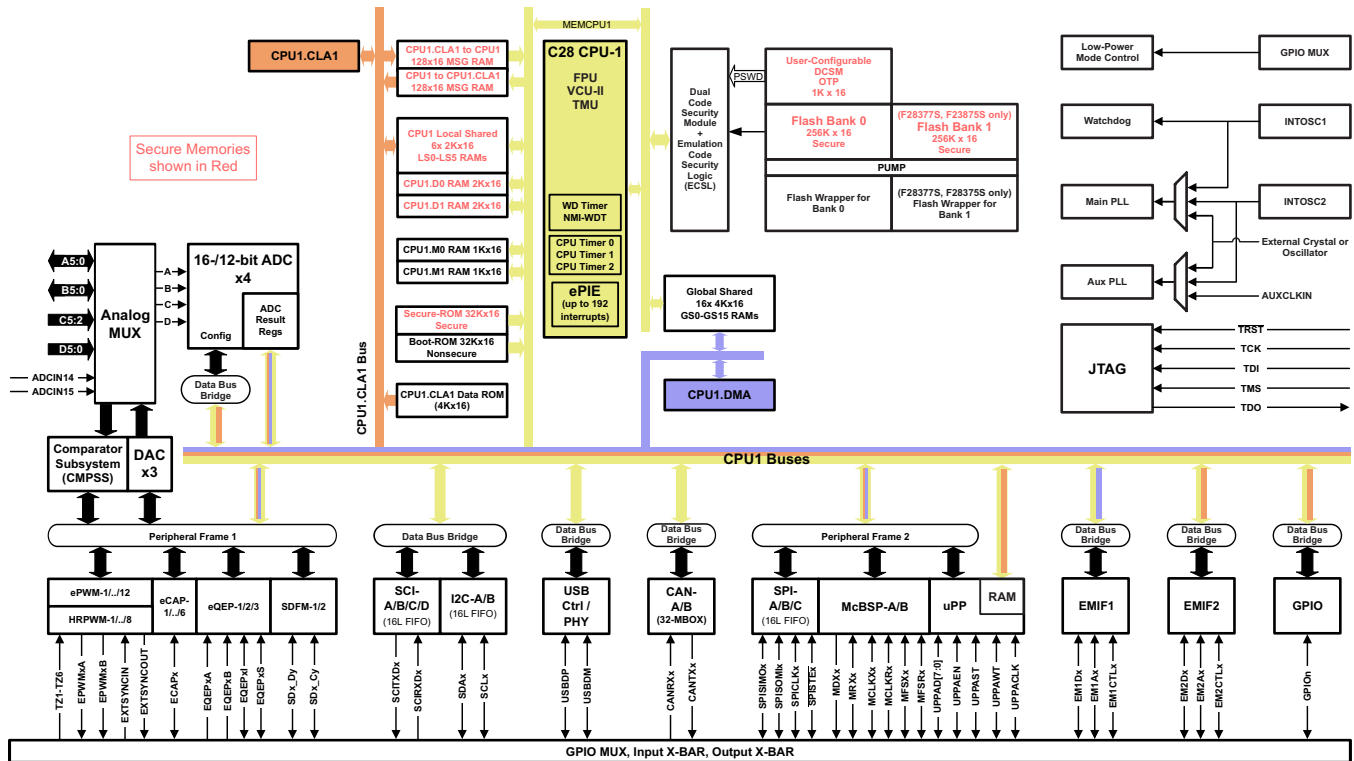 MEMCPU1
CPU1.CLA1
CPU1.CLA1 to CPU1
128x16 MSG RAM
CPU1 to CPU1.CLA1
128x16 MSG RAM
CPU1 Local Shared
6x 2Kx16
LS0-LS5 RAMs
CPU1.D0 RAM 2Kx16
CPU1.D1 RAM 2Kx16
CPU1.M0 RAM 1Kx16
CPU1.M1 RAM 1Kx16
Secure-ROM 32Kx16
Secure
Boot-ROM 32Kx16
Nonsecure
CPU1.CLA1 Data ROM
(4Kx16)
CPU1.CLA1 Bus
Secure Memories
shown in Red
C28 CPU-1
FPU
VCU-II
TMU
WD Timer
NMI-WDT
CPU Timer 0
CPU Timer 1
CPU Timer 2
ePIE
(up to 192
interrupts)
Dual
Code
Security
Module
+
Emulation
Code
Security
Logic
(ECSL)
PSWD
User-Configurable
DCSM
OTP
1K x 16
Flash Bank 0
256K x 16
Secure
(F28377S, F23875S only)
Flash Bank 1
256K x 16
Secure
PUMP
Flash Wrapper for
Bank 0
(F28377S, F28375S only)
Flash Wrapper for
Bank 1
Global Shared
16x 4Kx16
GS0-GS15 RAMs
CPU1.DMA
Low-Power
Mode Control
GPIO MUX
Watchdog
INTOSC1
Main PLL
INTOSC2
External Crystal or
Oscillator
Aux PLL
AUXCLKIN
JTAG
TRST
TCK
TDI
TMS
TDO
A5:0
B5:0
C5:2
D5:0
ADCIN14
ADCIN15
Analog
MUX
A
B
C
D
16-/12-bit ADC
x4
Config
ADC
Result
Regs
Data Bus
Bridge
Comparator
Subsystem
(CMPSS)
DAC
x3
CPU1 Buses
Peripheral Frame 1
Data Bus Bridge
Data Bus
Bridge
Data Bus
Bridge
Peripheral Frame 2
Data Bus
Bridge
Data Bus
Bridge
Data Bus
Bridge
ePWM-1/../12
HRPWM-1/../8
eCAP-
1/../6
eQEP-1/2/3
SDFM-1/2
SCI-
A/B/C/D
(16L FIFO)
I2C-A/B
(16L FIFO)
USB
Ctrl /
PHY
CAN-
A/B
(32-MBOX)
SPI-
A/B/C
(16L FIFO)
McBSP-A/B
uPP
RAM
EMIF1
EMIF2
GPIO
TZ1-TZ6
EPWMxA
EPWMxB
EXTSYNCIN
EXTSYNCOUT
ECAPx
EQEPxA
EQEPxB
EQEPxI
EQEPxS
SDx_Dy
SDx_Cy
SCITXDx
SCIRXDx
SDAx
SCLx
USBDP
USBDM
CANRXx
CANTXx
SPISIMOx
SPISOMIx
SPICLKx
SPISTEx
MDXx
MRXx
MCLKXx
MCLKRx
MFSXx
MFSRx
UPPAD[7:0]
UPPAEN
UPPAST
UPPAWT
UPPACLK
EM1Dx
EM1Ax
EM1CTLx
EM2Dx
EM2Ax
EM2CTLx
GPIOn
GPIO MUX, Input X-BAR, Output X-BAR